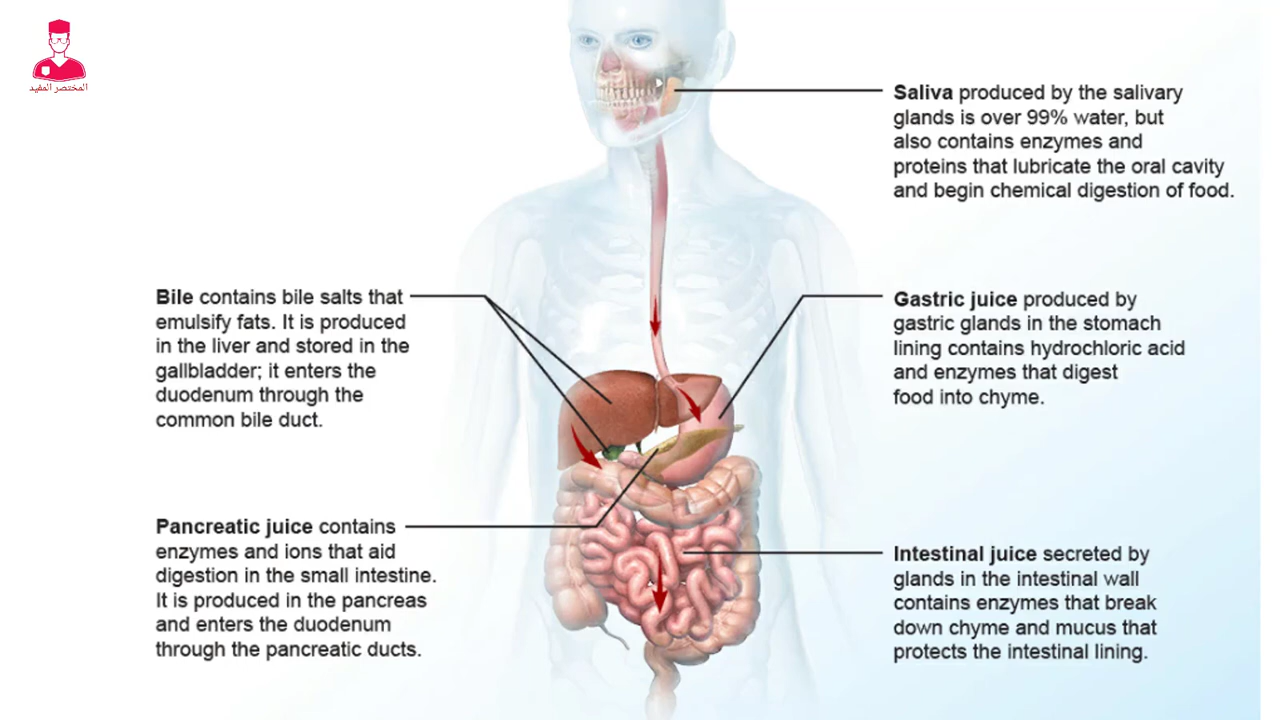 المختصر المفيد
Saliva produced by the salivary
glands is over 99% water, but
also contains enzymes and
proteins that lubricate the oral cavity
and begin chemical digestion of food.
Bile contains bile salts that
emulsify fats. It is produced
in the liver and stored in the
gallbladder; it enters the
duodenum through the
common bile duct.
Gastric juice produced by
gastric glands in the stomach
lining contains hydrochloric acid
and enzymes that digest
food into chyme.
Pancreatic juice contains
enzymes and ions that aid
digestion in the small intestine.
It is produced in the pancreas
and enters the duodenum
through the pancreatic ducts.
Intestinal juice secreted by
glands in the intestinal wall
contains enzymes that break
down chyme and mucus that
protects the intestinal lining.